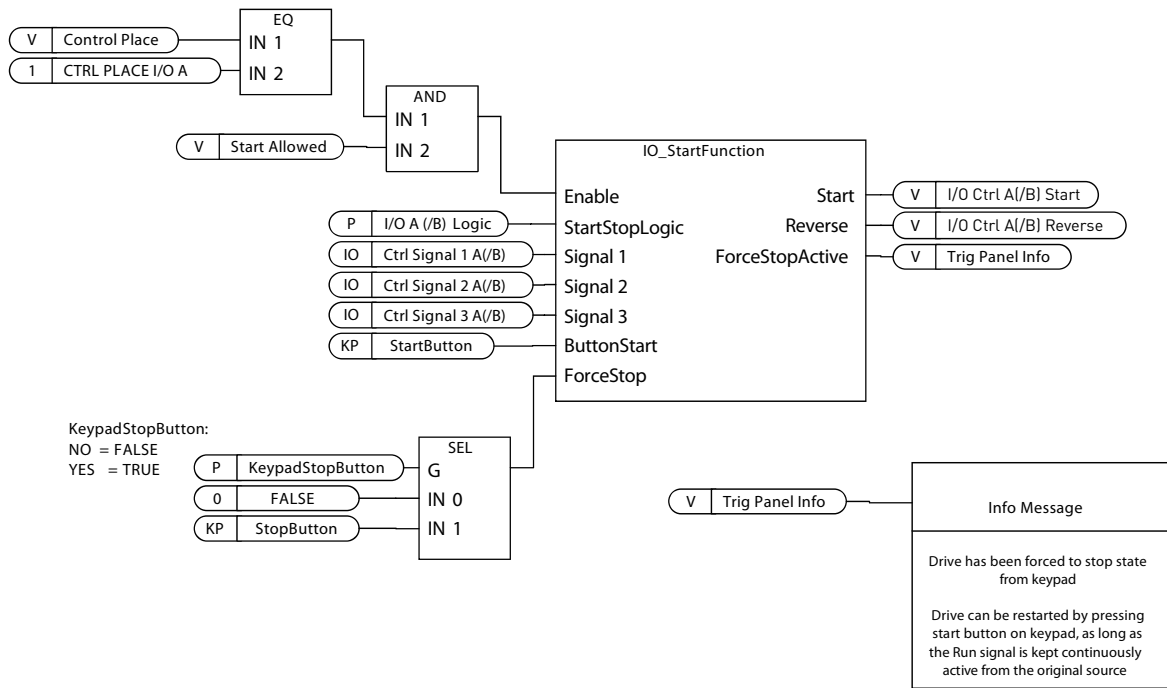 EQ
V Control Place IN 1
1 CTRL PLACE I/O A IN 2
AND
IN 1
V Start Allowed IN 2
IO_StartFunction
Enable Start V I/O Ctrl A(/B) Start
P I/O A (/B) Logic StartStopLogic Reverse V I/O Ctrl A(/B) Reverse
IO Ctrl Signal 1 A(/B) Signal 1 ForceStopActive V Trig Panel Info
IO Ctrl Signal 2 A(/B) Signal 2
IO Ctrl Signal 3 A(/B) Signal 3
KP StartButton ButtonStart
ForceStop
KeypadStopButton:
NO = FALSE
YES = TRUE
SEL
P KeypadStopButton G
0 FALSE IN 0
KP StopButton IN 1
V Trig Panel Info
Info Message
Drive has been forced to stop state
from keypad
Drive can be restarted by pressing
start button on keypad, as long as
the Run signal is kept continuously
active from the original source